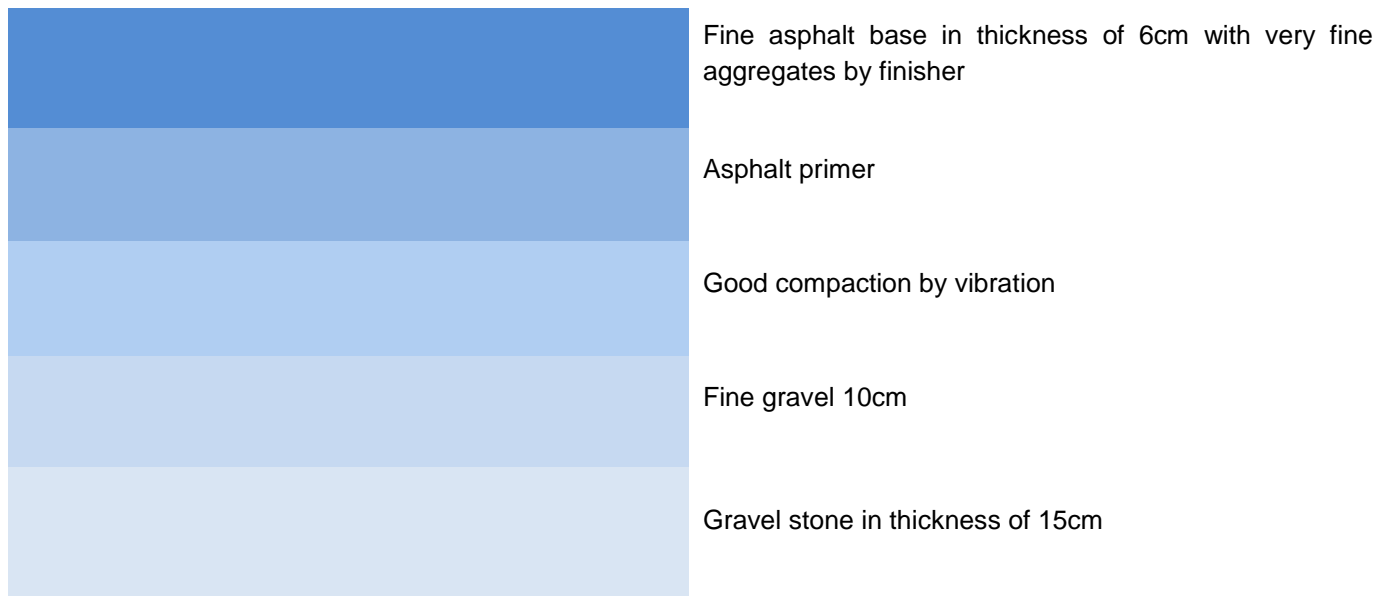 Fine asphalt base in thickness of 6cm with very fine
aggregates by finisher
Asphalt primer
Good compaction by vibration
Fine gravel 10cm
Gravel stone in thickness of 15cm